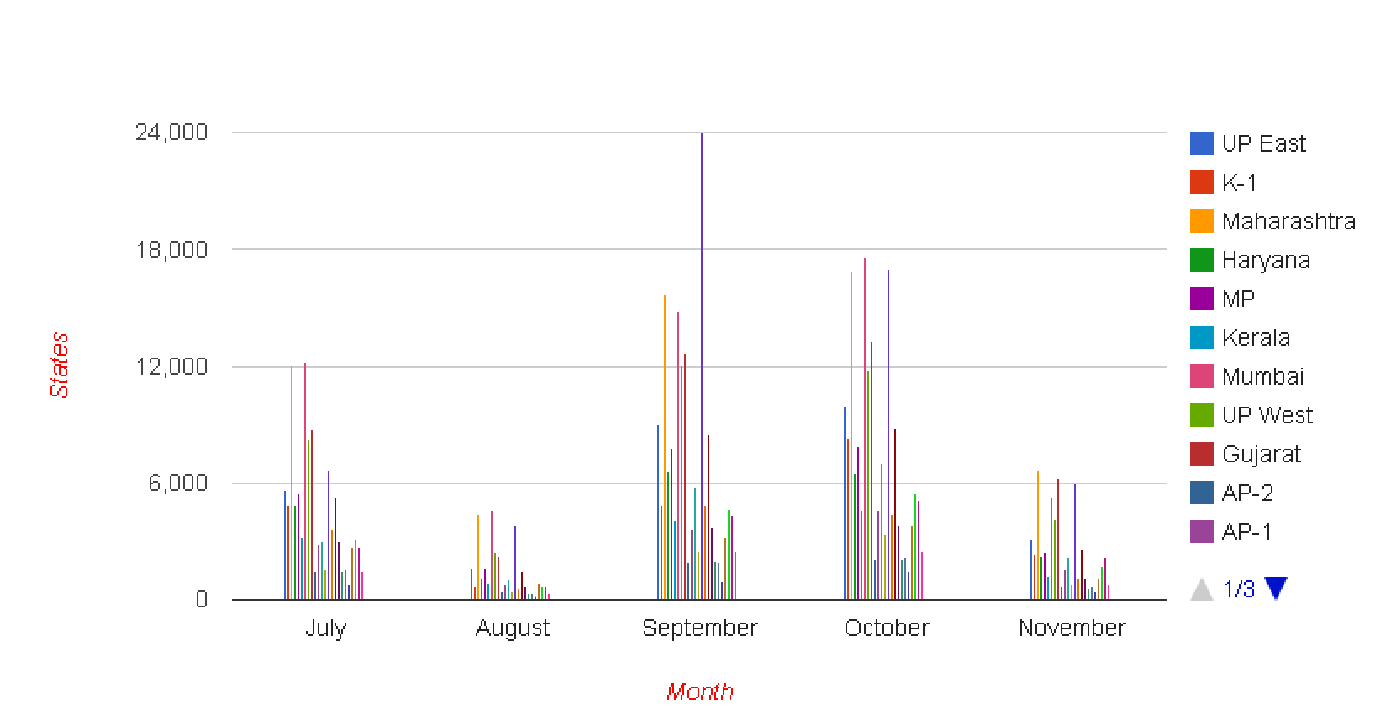 24,000
18,000
12,000
6,000
0
States
July
August
September
October
November
Month
UP East
K-1
Maharashtra
Haryana
MP
Kerala
Mumbai
UP West
Gujarat
AP-2
AP-1
1/3